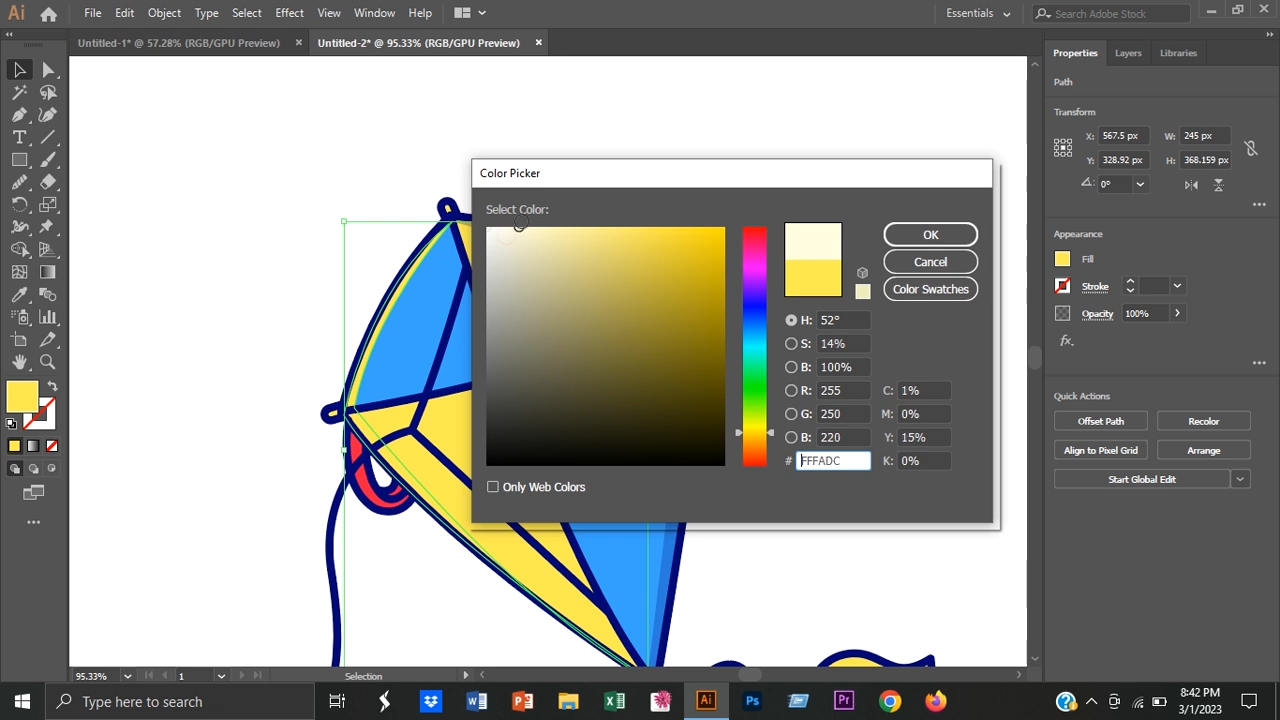 Ai File Edit Object Type Select Effect View Window Help Essentials Search Adobe Stock
Untitled-1* @ 57.28% (RGB/GPU Preview) × Untitled-2* @ 95.33% (RGB/GPU Preview) ×
Properties Layers Libraries
Path
Transform
X: 567.5 px W: 245 px
Y: 328.92 px H: 368.159 px
0°
Appearance
Fill
Stroke
Opacity 100%
fx.
Quick Actions
Offset Path Recolor
Align to Pixel Grid Arrange
Start Global Edit
Color Picker
Select Color:
OK
Cancel
Color Swatches
H: 52°
S: 14%
B: 100%
R: 255 C: 1%
G: 250 M: 0%
B: 220 Y: 15%
# FFFADC K: 0%
Only Web Colors
95.33% 1 Selection
Type here to search
Ai Ps Pr
8:42 PM
3/1/2023